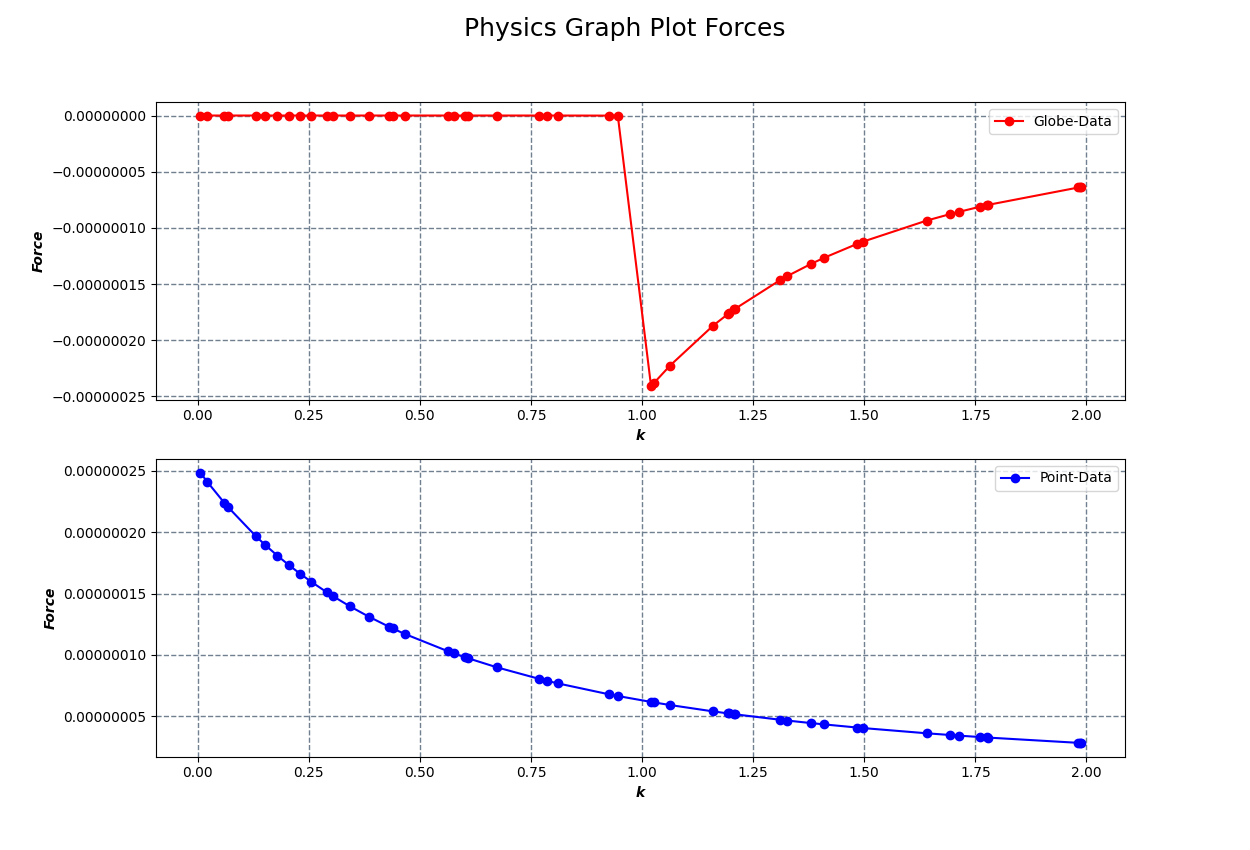 Physics Graph Plot Forces
0.00000000
−0.00000005
−0.00000010
−0.00000015
−0.00000020
−0.00000025
Force
Globe-Data
0.00 0.25 0.50 0.75 1.00 1.25 1.50 1.75 2.00
k
0.00000025
0.00000020
0.00000015
0.00000010
0.00000005
Force
Point-Data
0.00 0.25 0.50 0.75 1.00 1.25 1.50 1.75 2.00
k